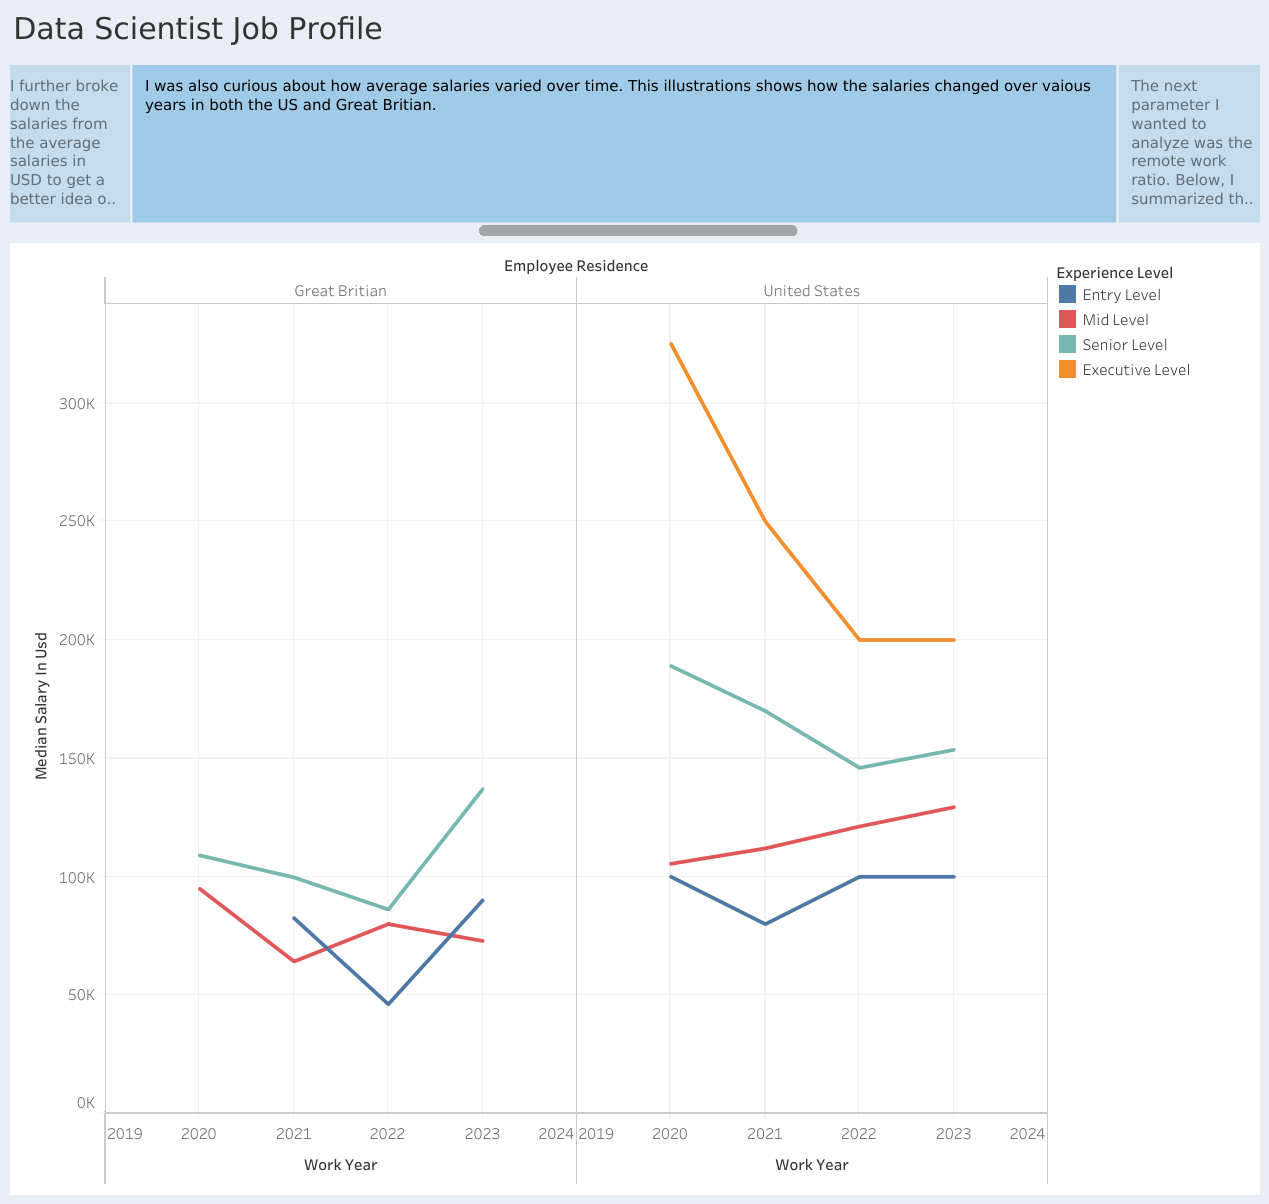 Data Scientist Job Profile
I further broke
down the
salaries from
the average
salaries in
USD to get a
better idea o..
I was also curious about how average salaries varied over time. This illustrations shows how the salaries changed over vaious
years in both the US and Great Britian.
The next
parameter I
wanted to
analyze was the
remote work
ratio. Below, I
summarized th..
Employee Residence
Great Britian
United States
Experience Level
Entry Level
Mid Level
Senior Level
Executive Level
Median Salary In Usd
300K
250K
200K
150K
100K
50K
0K
2019 2020 2021 2022 2023 2024 2019 2020 2021 2022 2023 2024
Work Year
Work Year